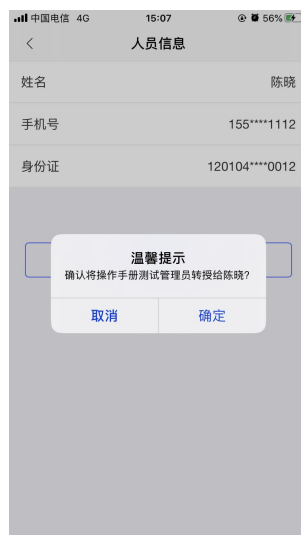 中国电信 4G 15:07 56%
人员信息
姓名 陈晓
手机号 155****1112
身份证 120104****0012
温馨提示
确认将操作手册测试管理员转授给陈晓?
取消 确定